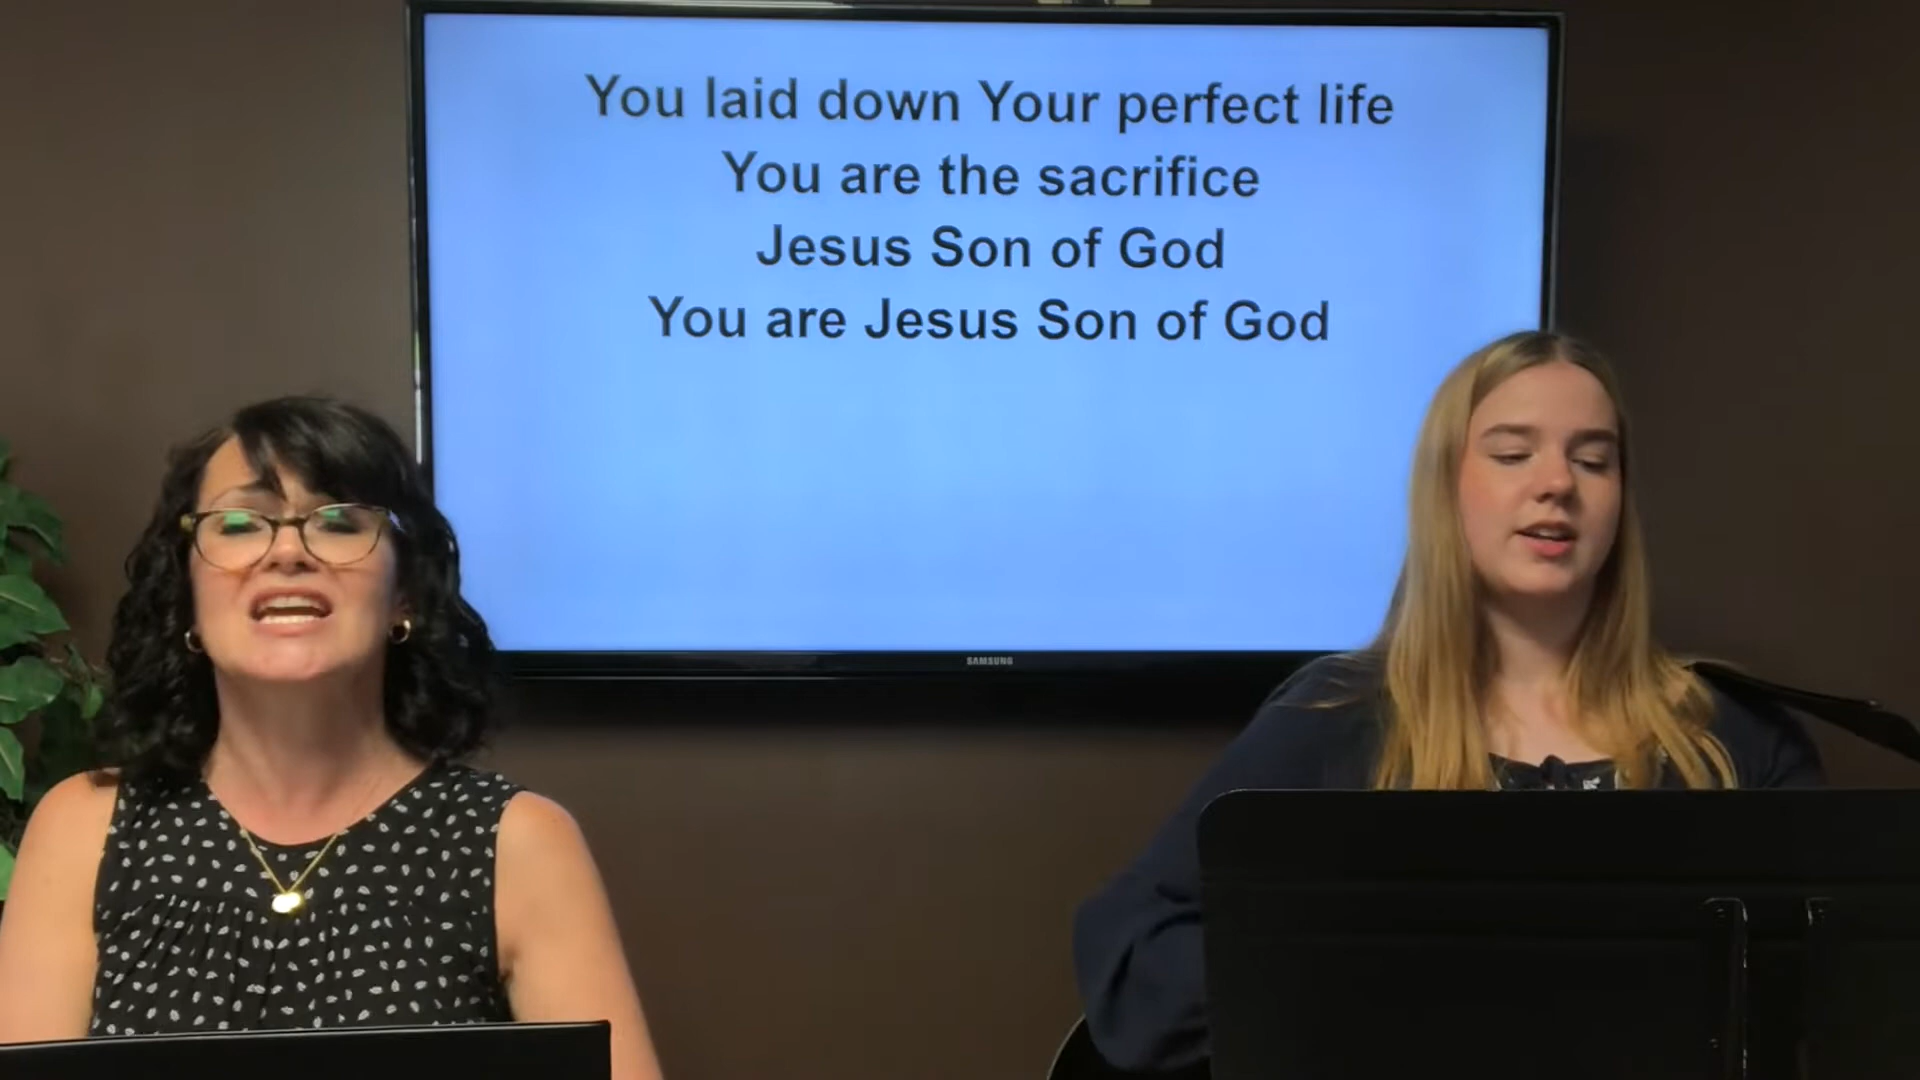 You laid down Your perfect life
You are the sacrifice
Jesus Son of God
You are Jesus Son of God
SAMSUNG